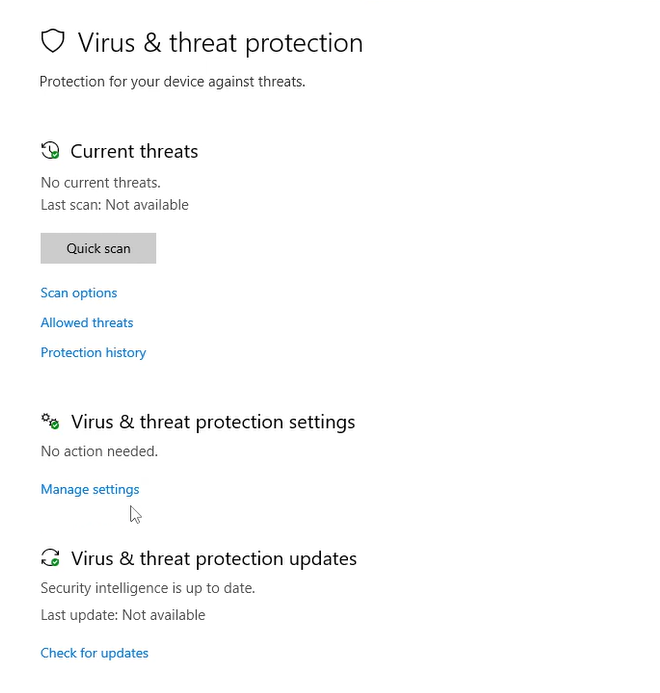 Virus & threat protection
Protection for your device against threats.
Current threats
No current threats.
Last scan: Not available
Quick scan
Scan options
Allowed threats
Protection history
Virus & threat protection settings
No action needed.
Manage settings
Virus & threat protection updates
Security intelligence is up to date.
Last update: Not available
Check for updates